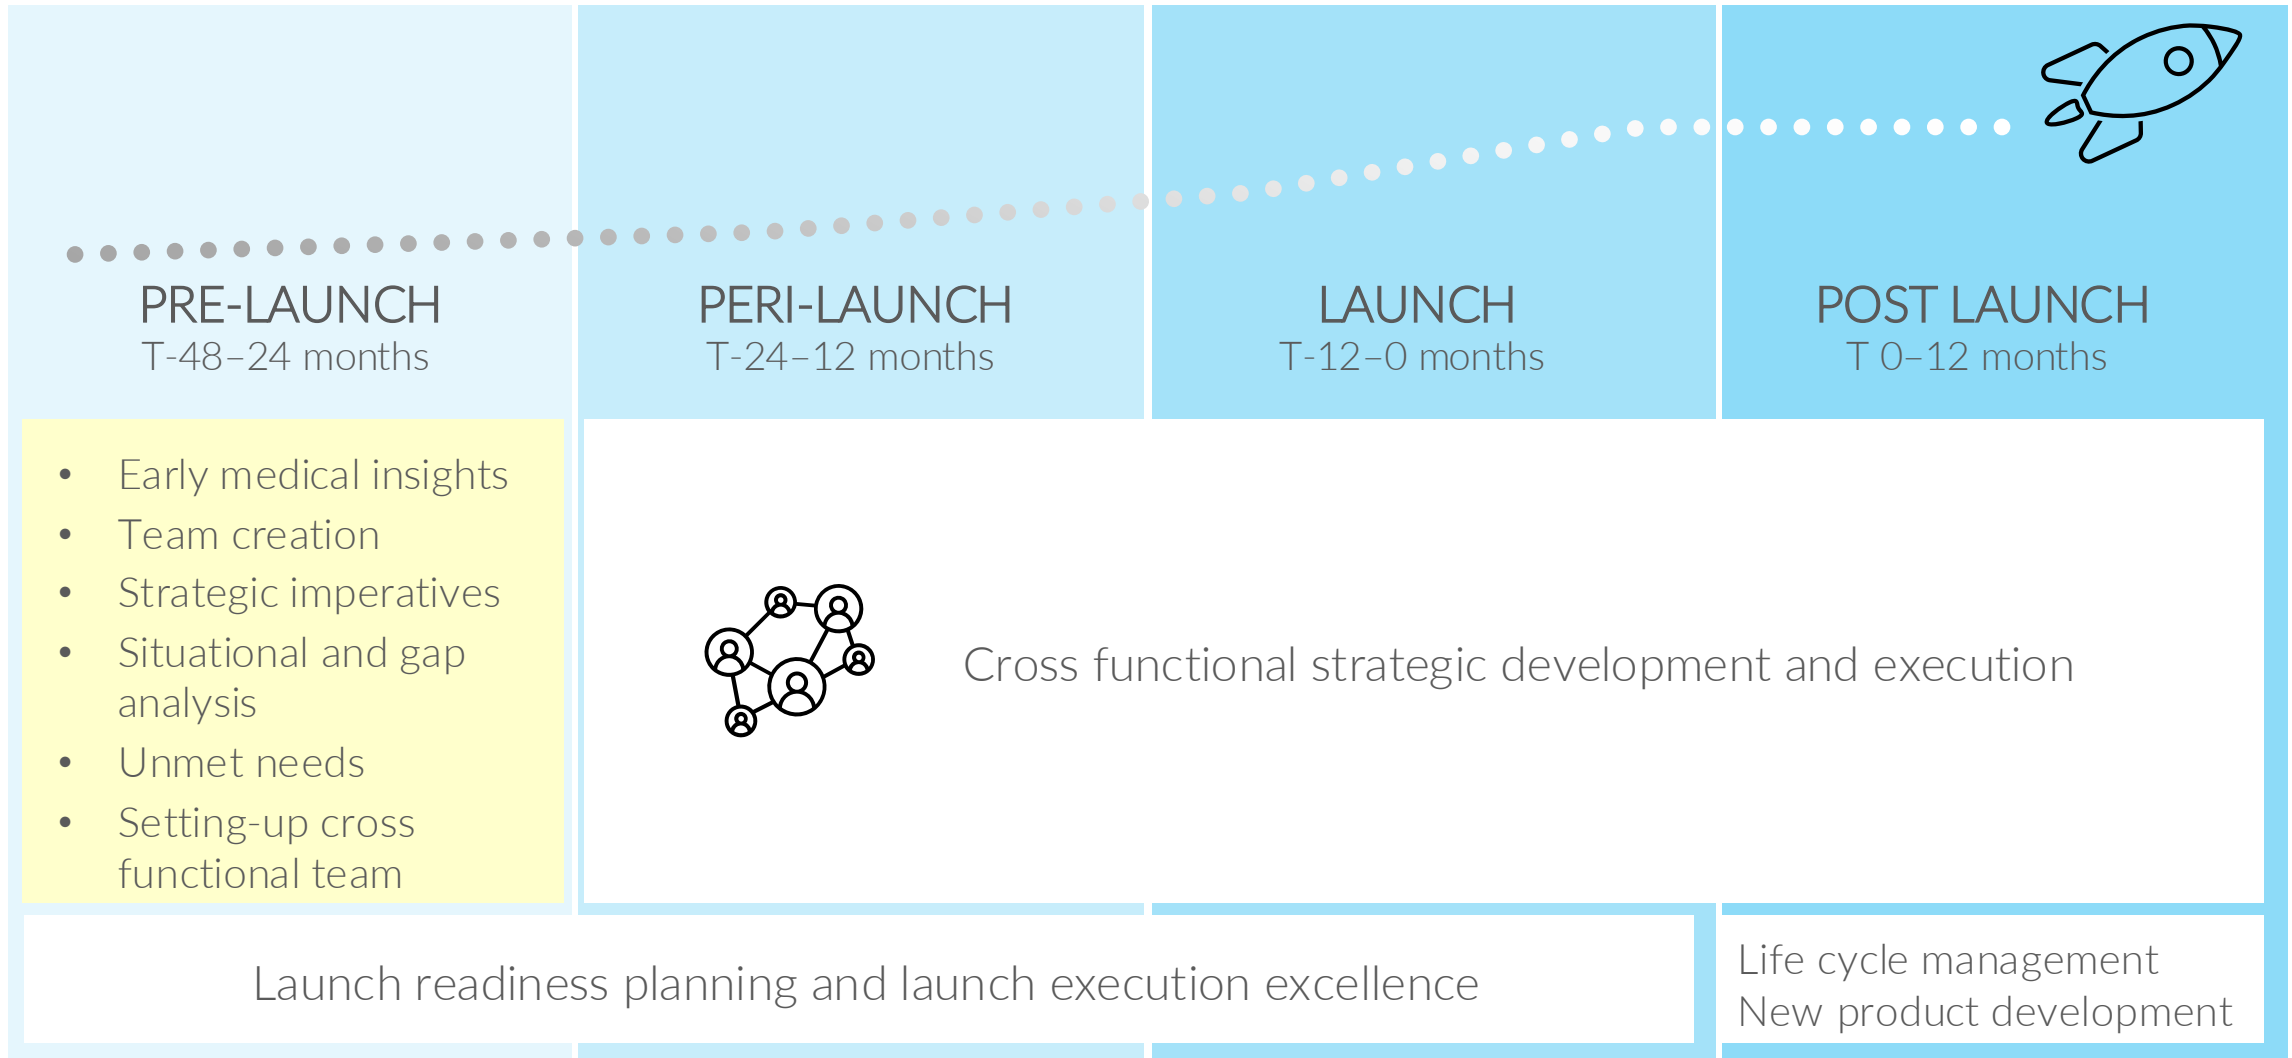 PRE-LAUNCH
T-48–24 months
PERI-LAUNCH
T-24–12 months
LAUNCH
T-12–0 months
POST LAUNCH
T 0–12 months
• Early medical insights
• Team creation
• Strategic imperatives
• Situational and gap
analysis
• Unmet needs
• Setting-up cross
functional team
Cross functional strategic development and execution
Launch readiness planning and launch execution excellence
Life cycle management
New product development